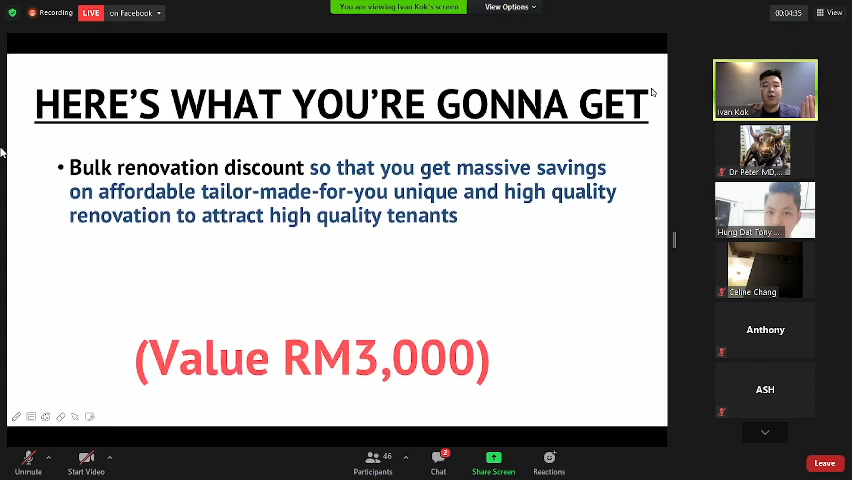 Recording
LIVE on Facebook
You are viewing Ivan Kok's screen
View Options
00:04:35
View
HERE'S WHAT YOU'RE GONNA GET
• Bulk renovation discount so that you get massive savings
on affordable tailor-made-for-you unique and high quality
renovation to attract high quality tenants
(Value RM3,000)
Ivan Kok
Dr Peter MD,...
Hung Dat Tony ...
Celine Chang
Anthony
ASH
Unmute
Start Video
46
Participants
2
Chat
Share Screen
Reactions
Leave